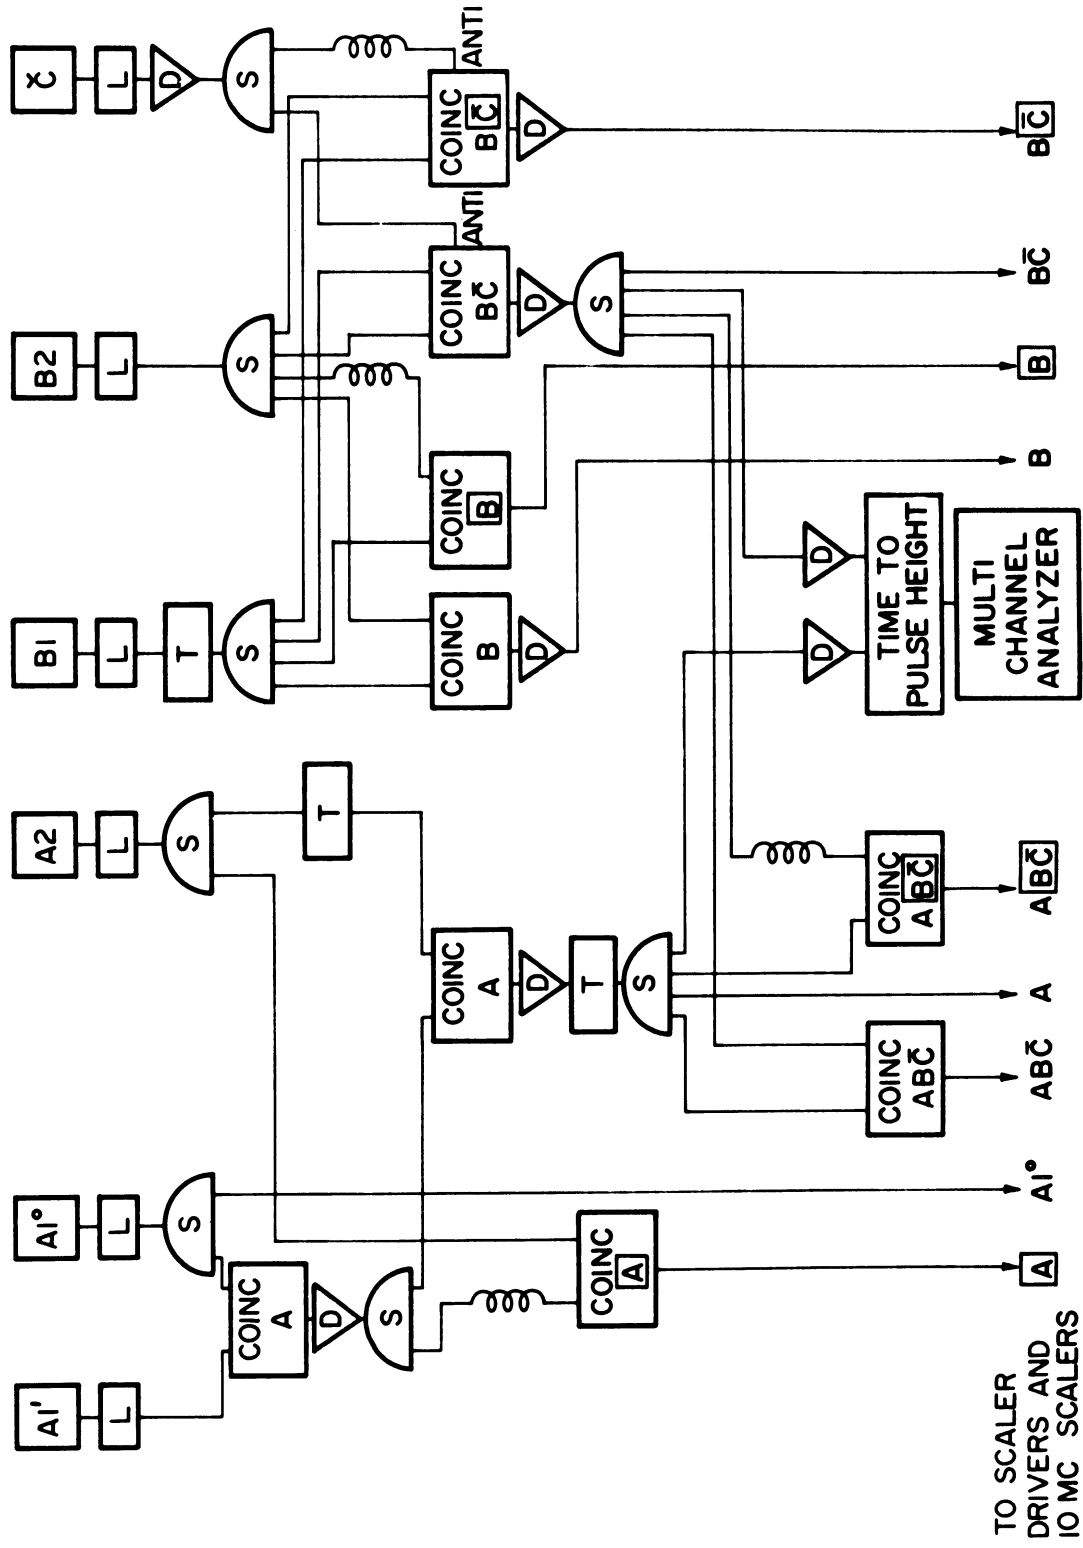 A1'
A1°
A2
B1
B2
C̄
L
L
L
L
L
L
S
S
T
D
COINC
A
S
S
S
D
T
S
COINC
A
COINC
B
COINC
B
COINC
BC̄
ANTI
COINC
BC̄
ANTI
D
D
D
D
T
COINC
A
S
S
D
D
COINC
ABC̄
COINC
ABC̄
TIME TO
PULSE HEIGHT
MULTI
CHANNEL
ANALYZER
TO SCALER
DRIVERS AND
10 MC SCALERS
A
A1°
ABC̄
A
ABC̄
B
B
BC̄
BC̄